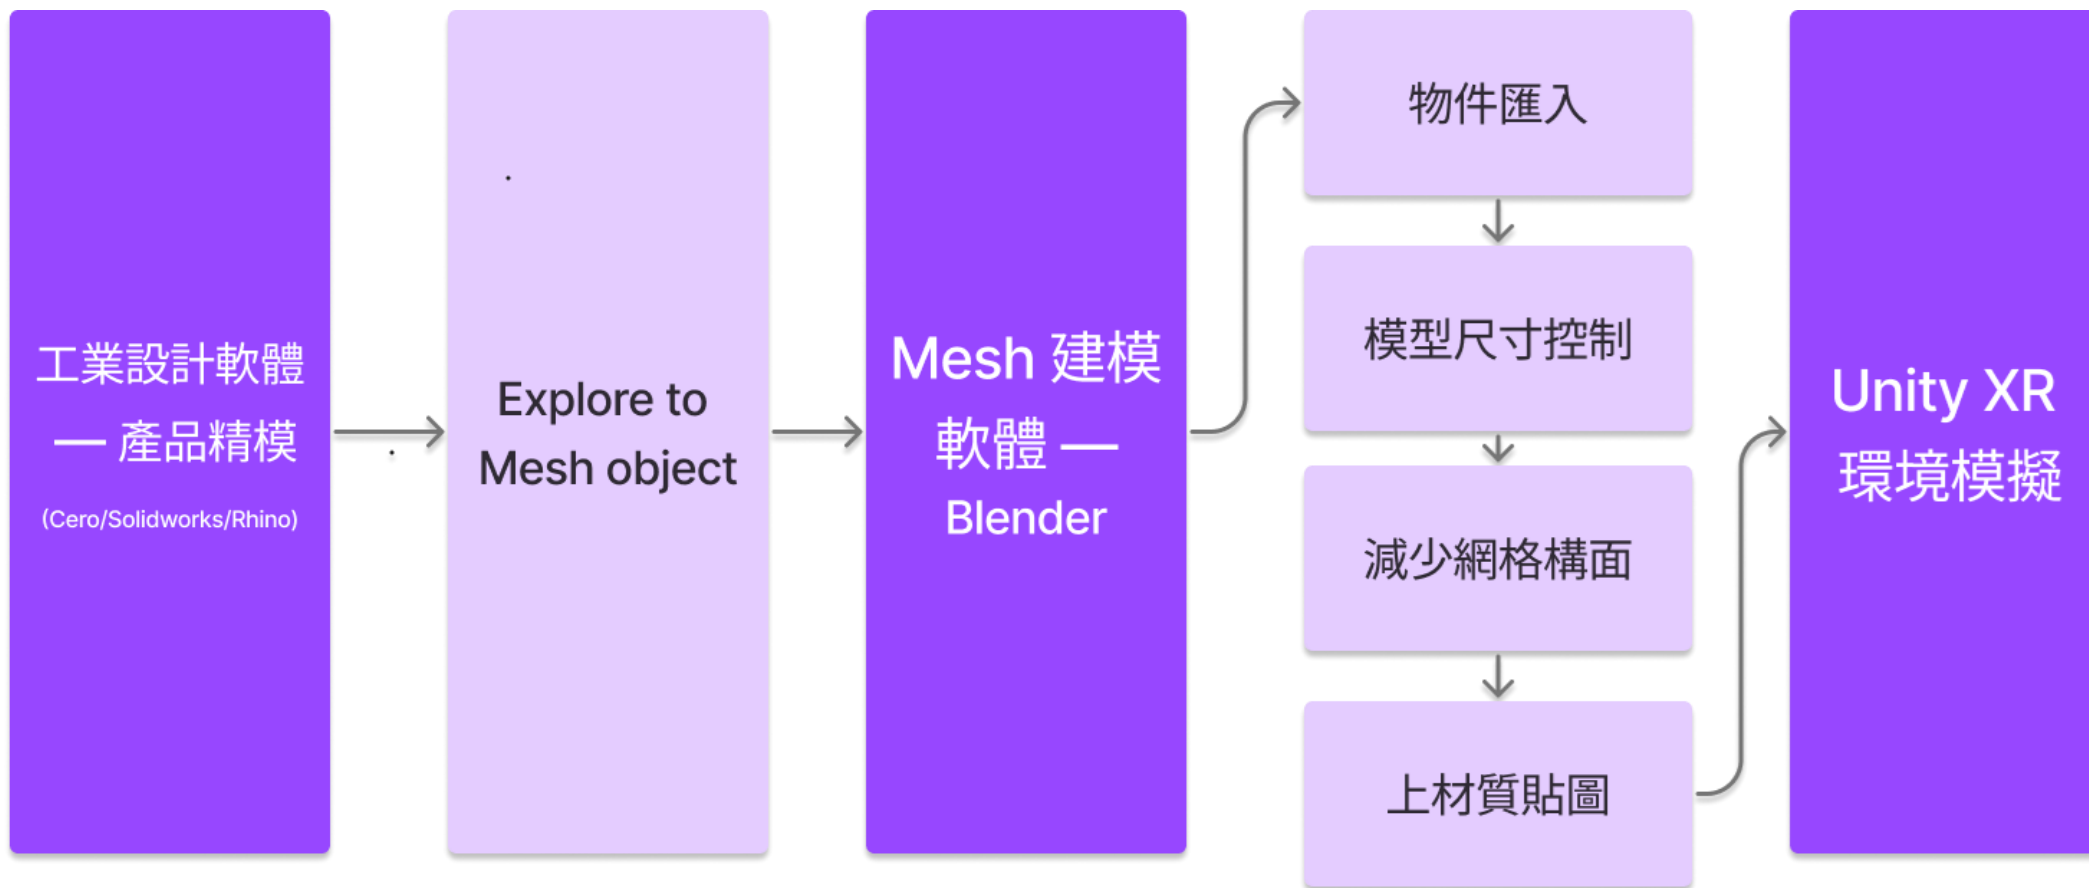 工業設計軟體
— 產品精模
(Cero/Solidworks/Rhino)
Explore to
Mesh object
Mesh 建模
軟體 —
Blender
物件匯入
模型尺寸控制
減少網格構面
上材質貼圖
Unity XR
環境模擬